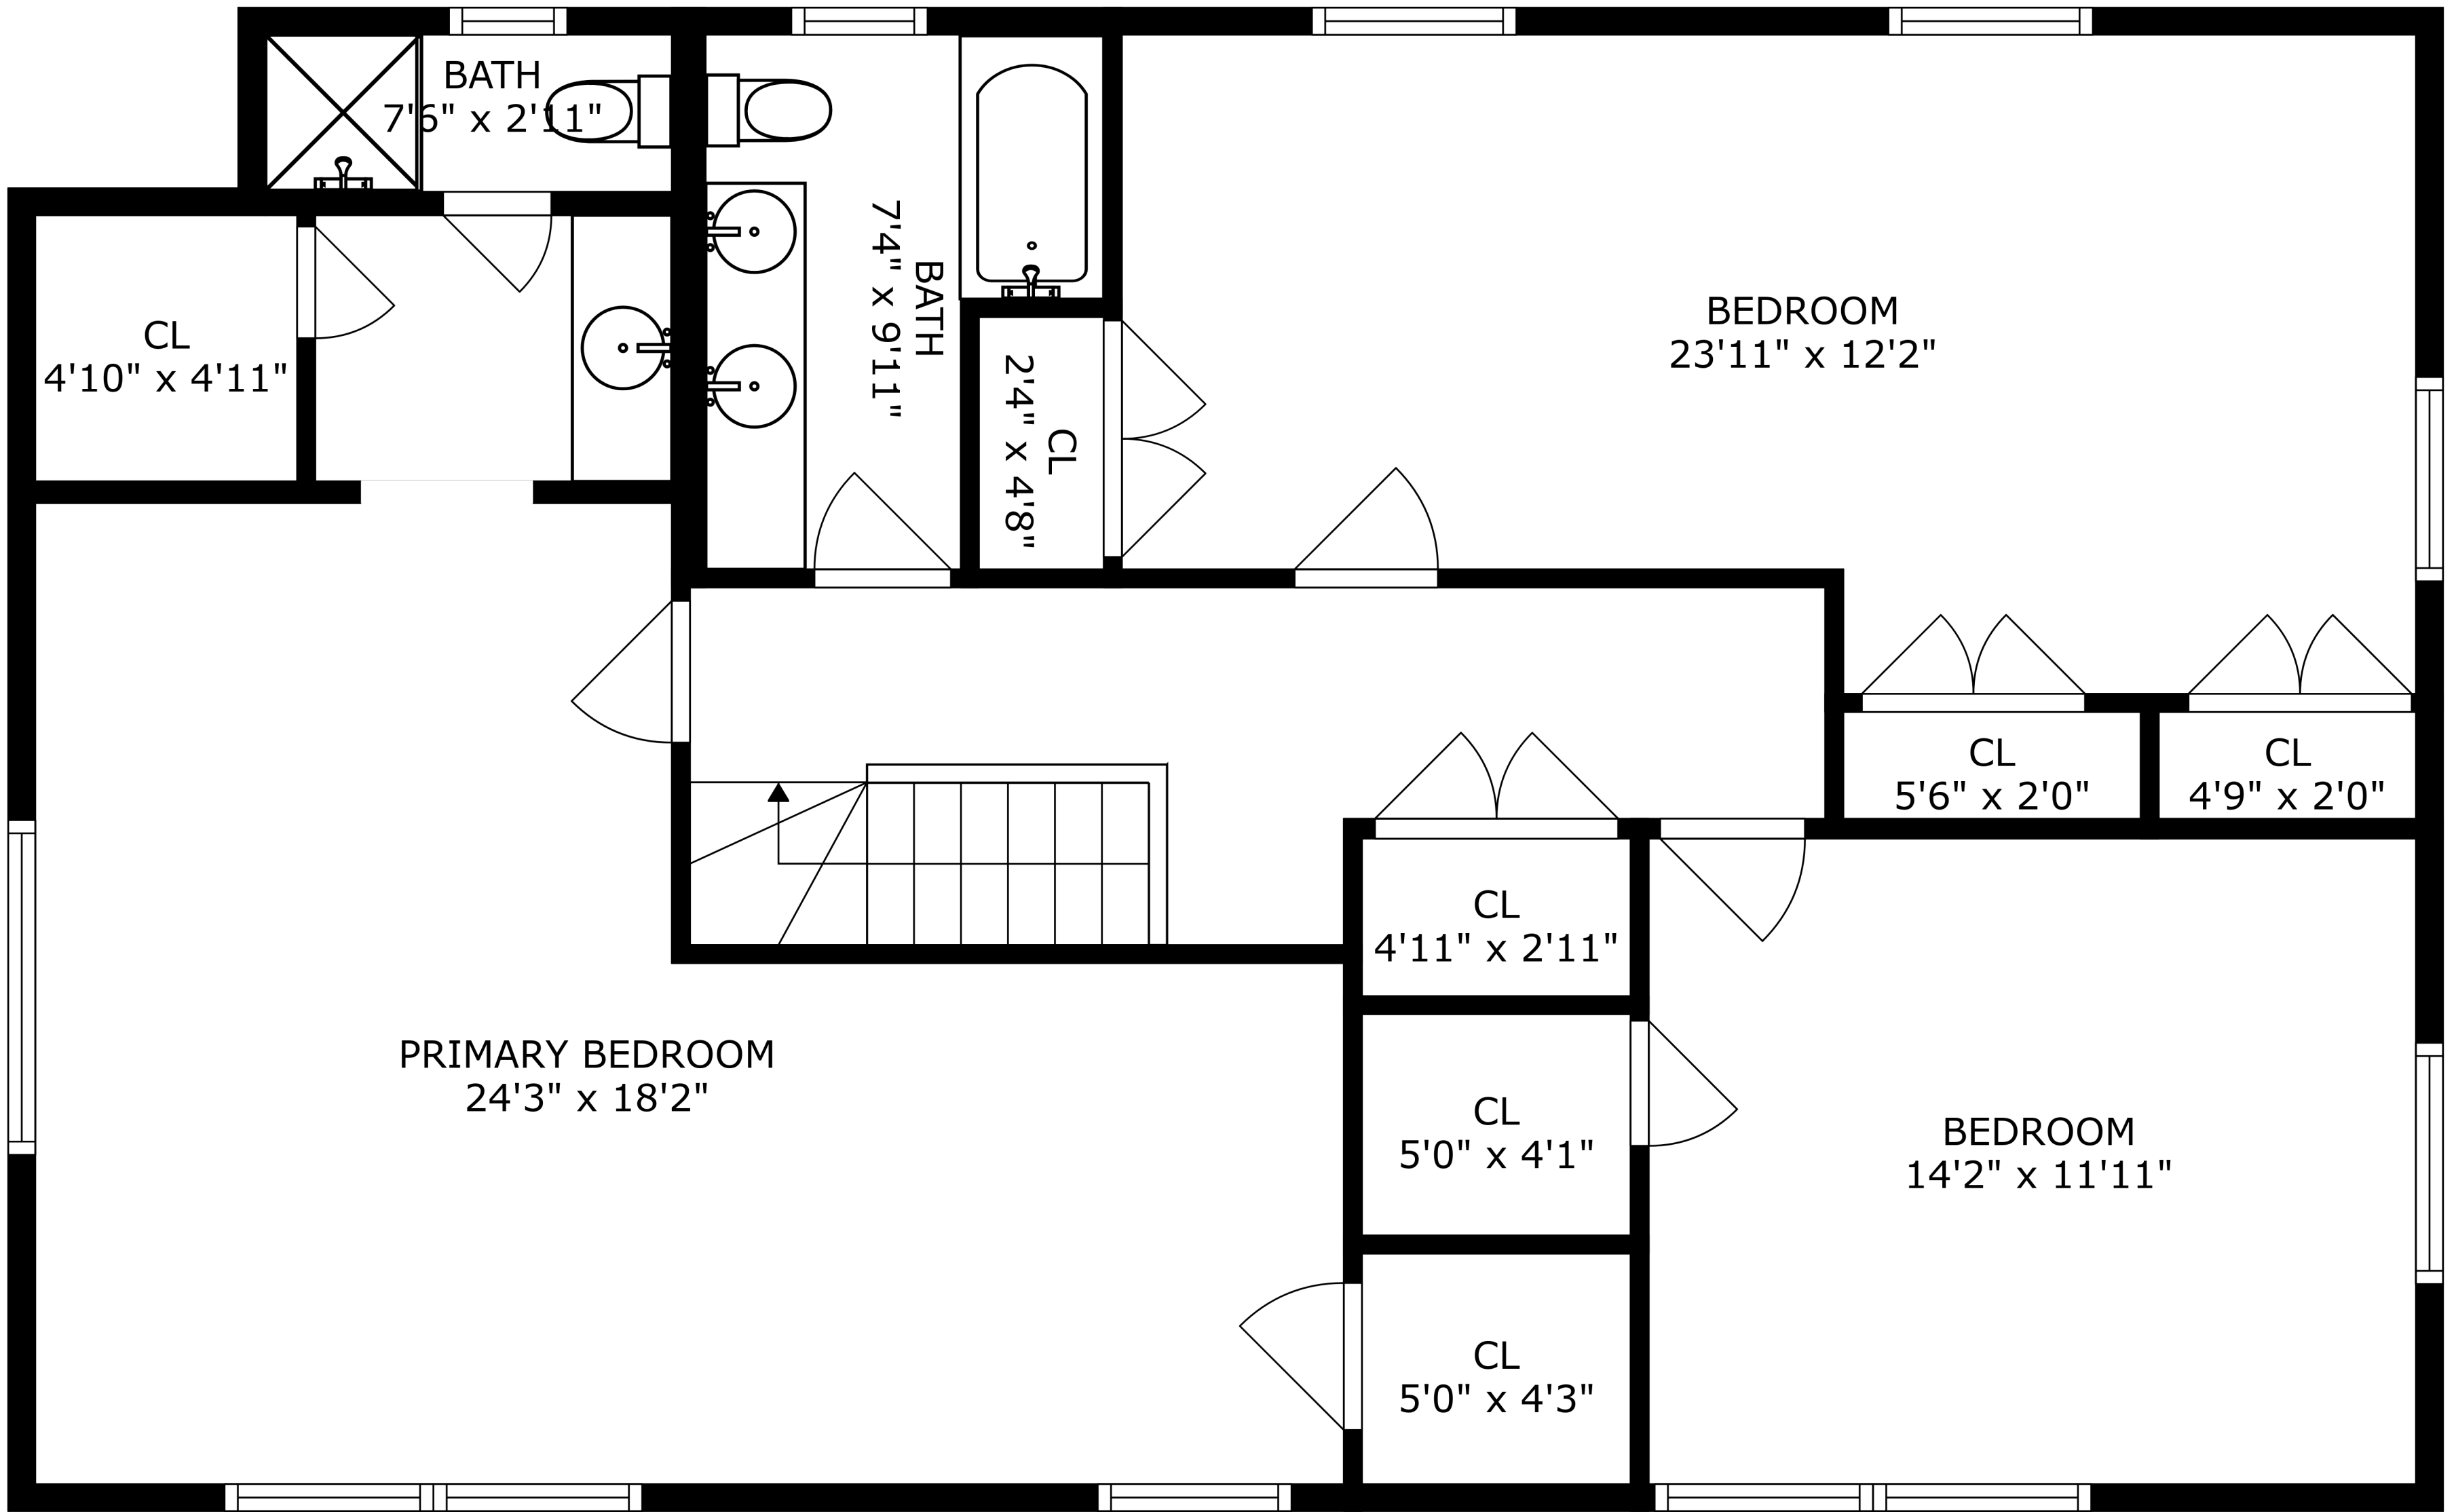 BATH
7'6" x 2'11"
BATH
7'4" x 9'11"
CL
4'10" x 4'11"
CL
2'4" x 4'8"
BEDROOM
23'11" x 12'2"
CL
5'6" x 2'0"
CL
4'9" x 2'0"
CL
4'11" x 2'11"
PRIMARY BEDROOM
24'3" x 18'2"
CL
5'0" x 4'1"
BEDROOM
14'2" x 11'11"
CL
5'0" x 4'3"